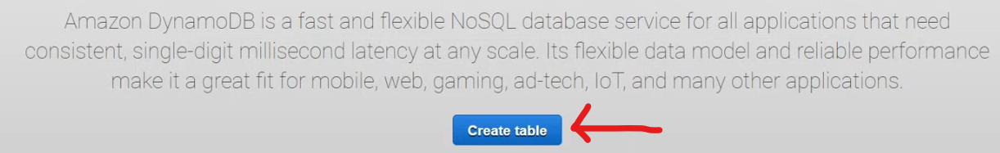 Amazon DynamoDB is a fast and flexible NoSQL database service for all applications that need
consistent, single-digit millisecond latency at any scale. Its flexible data model and reliable performance
make it a great fit for mobile, web, gaming, ad-tech, IoT, and many other applications.
Create table